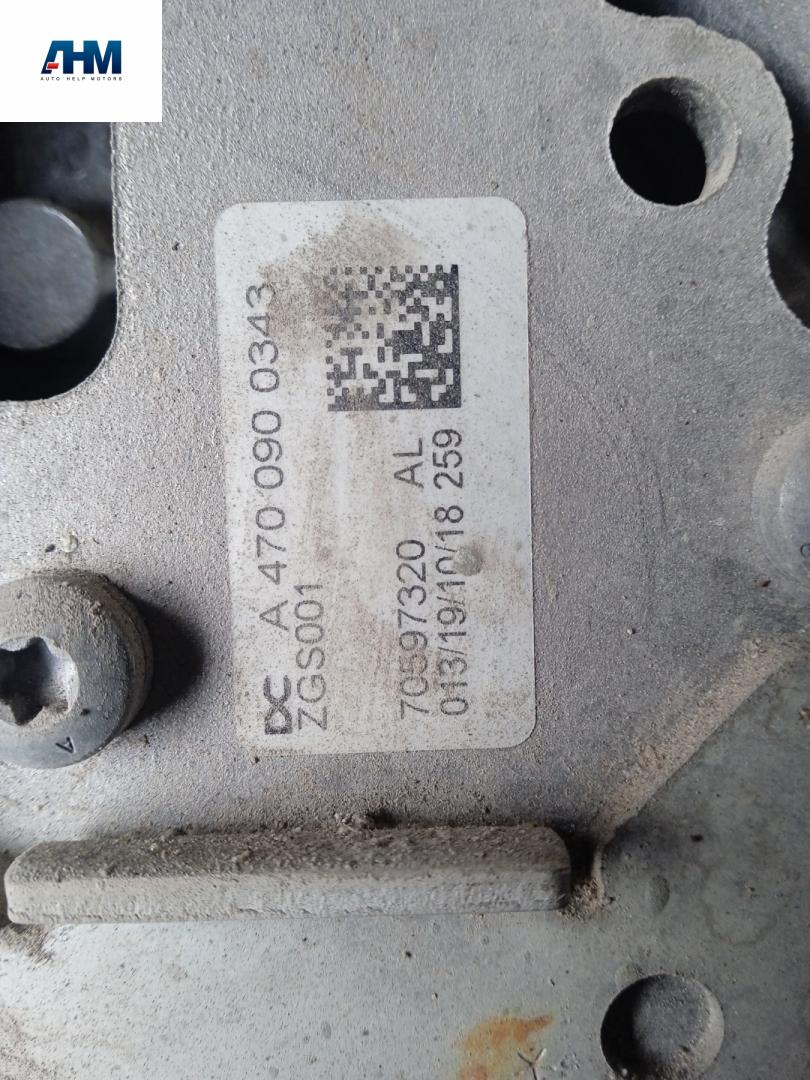 AHM
AUTO HELP MOTORS
DC A 470 090 0343
ZGS001
70597320 AL
013/19/10/18 259